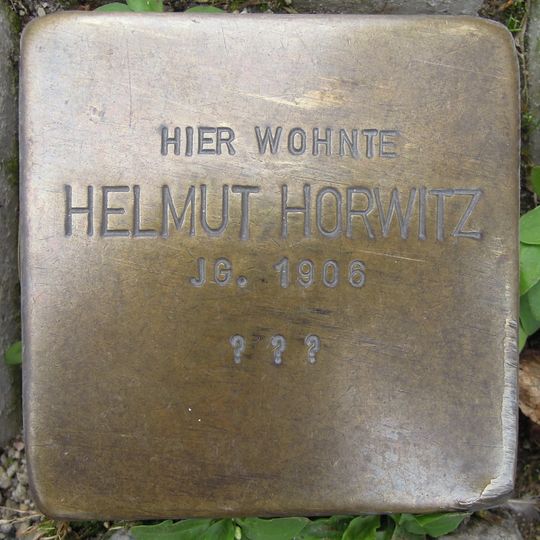 HIER WOHNTE
HELMUT HORWITZ
JG. 1906
? ? ?